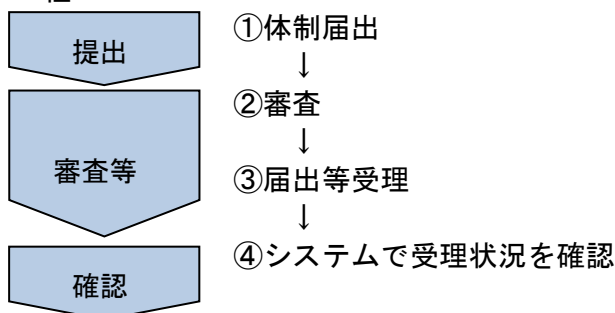 提出
①体制届出
↓
②審査
↓
審査等
③届出等受理
↓
④システムで受理状況を確認
確認